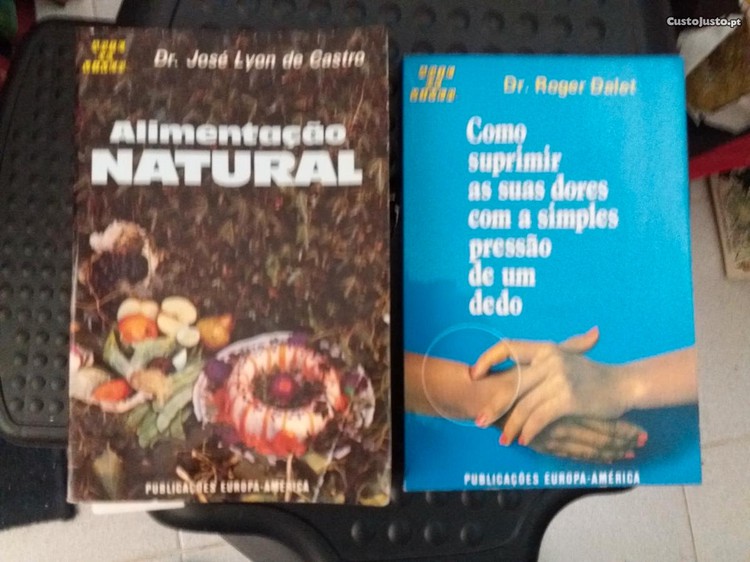 CustoJusto.pt
Dr. José Lyon de Castro
Alimentação
NATURAL
PUBLICAÇÕES EUROPA-AMÉRICA
Dr. Roger Dalet
Como
suprimir
as suas dores
com a simples
pressão
de um
dedo
PUBLICAÇÕES EUROPA-AMÉRICA